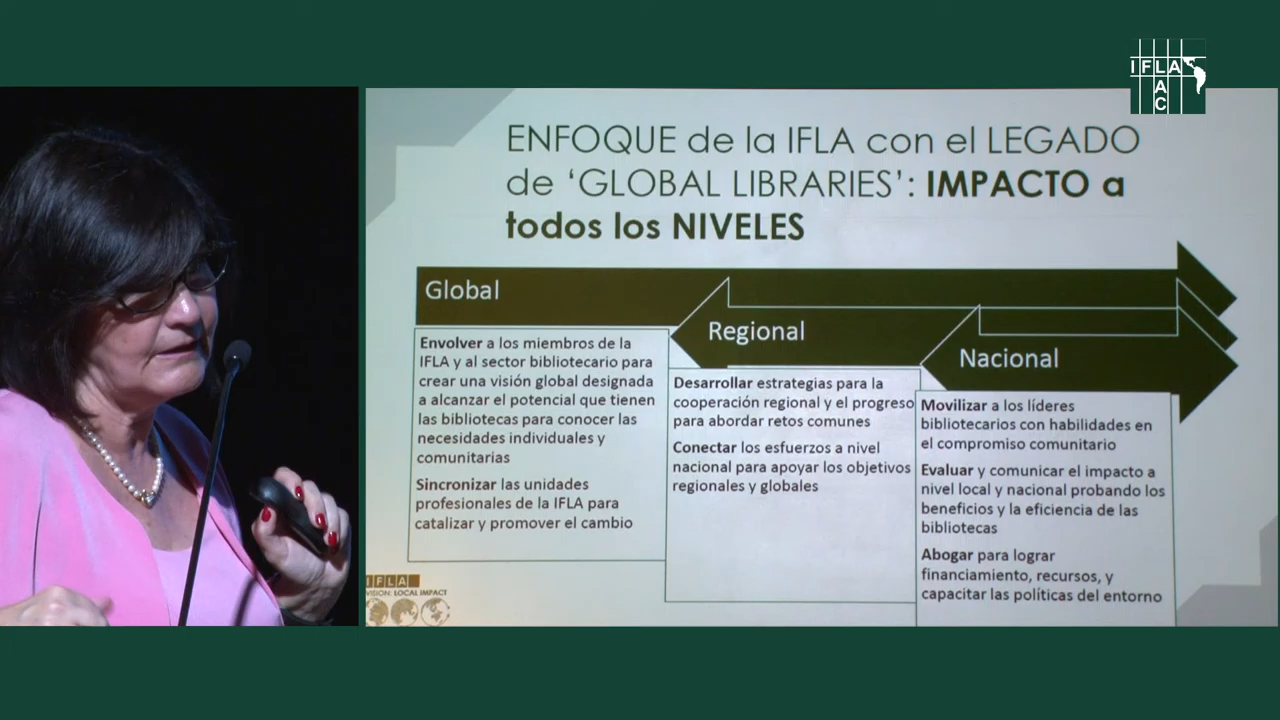 IFLA
LAC
ENFOQUE de la IFLA con el LEGADO
de ‘GLOBAL LIBRARIES’: IMPACTO a
todos los NIVELES
Global
Envolver a los miembros de la
IFLA y al sector bibliotecario para
crear una visión global designada
a alcanzar el potencial que tienen
las bibliotecas para conocer las
necesidades individuales y
comunitarias
Sincronizar las unidades
profesionales de la IFLA para
catalizar y promover el cambio
Regional
Desarrollar estrategias para la
cooperación regional y el progreso
para abordar retos comunes
Conectar los esfuerzos a nivel
nacional para apoyar los objetivos
regionales y globales
Nacional
Movilizar a los líderes
bibliotecarios con habilidades en
el compromiso comunitario
Evaluar y comunicar el impacto a
nivel local y nacional probando los
beneficios y la eficiencia de las
bibliotecas
Abogar para lograr
financiamiento, recursos, y
capacitar las políticas del entorno
IFLA
VISION: LOCAL IMPACT